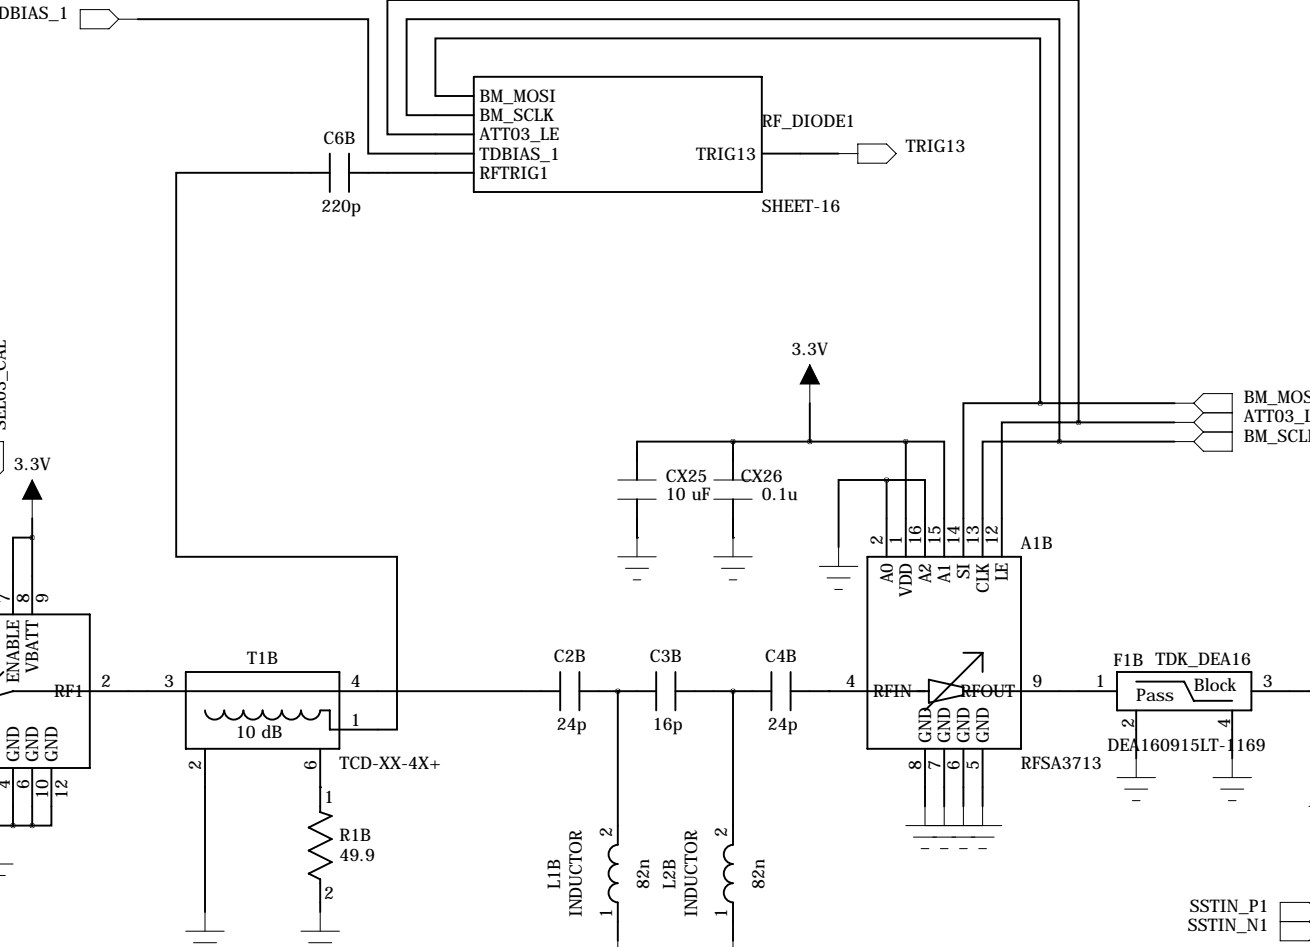 DBIAS_1
BM_MOSI
BM_SCLK
ATT03_LE
TDBIAS_1
RFTRIG1
TRIG13
RF_DIODE1
TRIG13
SHEET-16
C6B
220p
SEL03_CAL
3.3V
7
8
9
ENABLE
VBATT
RF1
2
GND
GND
GND
4
6
10
12
T1B
3
4
1
10 dB
2
6
TCD-XX-4X+
1
R1B
49.9
2
C2B
24p
C3B
16p
C4B
24p
L1B
INDUCTOR
2
1
82n
L2B
INDUCTOR
2
1
82n
3.3V
CX25
10 uF
CX26
0.1u
BM_MOS
ATT03_L
BM_SCL
2
1
16
15
14
13
12
A1B
A0
VDD
A2
A1
SI
CLK
LE
4
RFIN
RFOUT
9
GND
GND
GND
GND
8
7
6
5
RFSA3713
F1B
TDK_DEA16
1
Pass
Block
3
2
4
DEA160915LT-1169
SSTIN_P1
SSTIN_N1